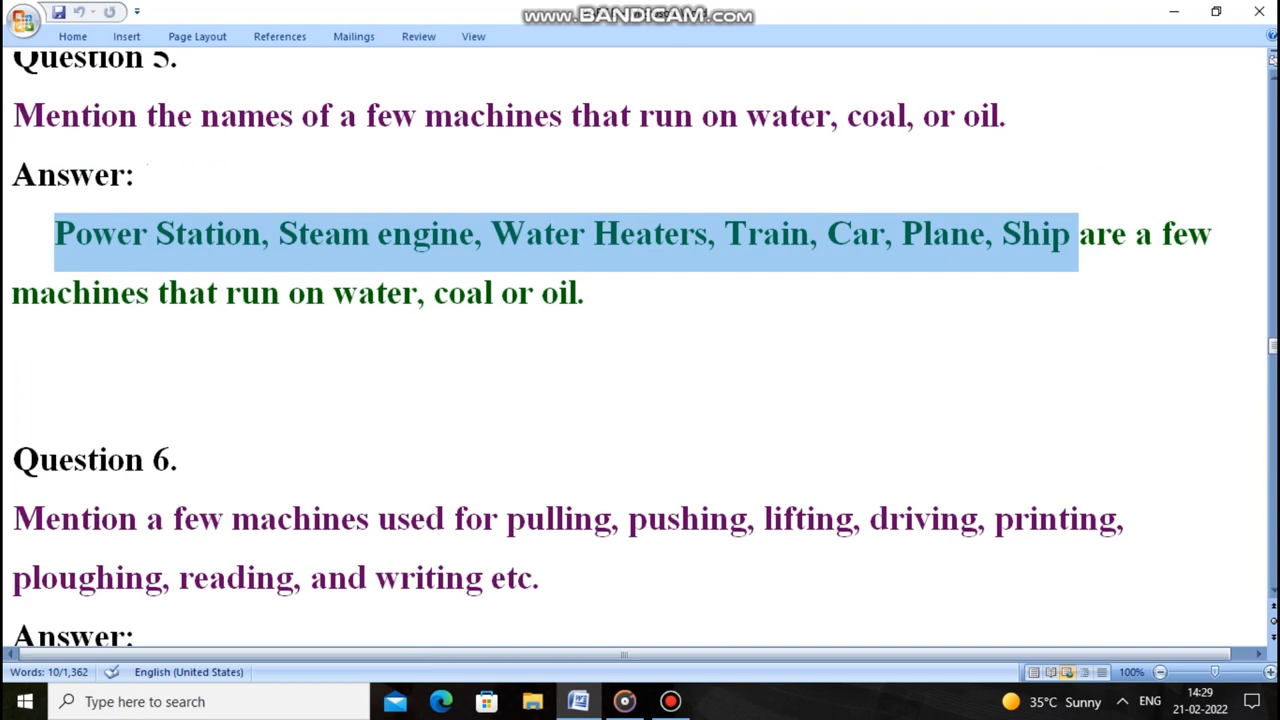 www.BANDICAM.com
Home Insert Page Layout References Mailings Review View
Question 5.
Mention the names of a few machines that run on water, coal, or oil.
Answer:
Power Station, Steam engine, Water Heaters, Train, Car, Plane, Ship are a few
machines that run on water, coal or oil.
Question 6.
Mention a few machines used for pulling, pushing, lifting, driving, printing,
ploughing, reading, and writing etc.
Answer:
Words: 10/1,362 English (United States) 100%
Type here to search 35°C Sunny ENG 14:29
21-02-2022